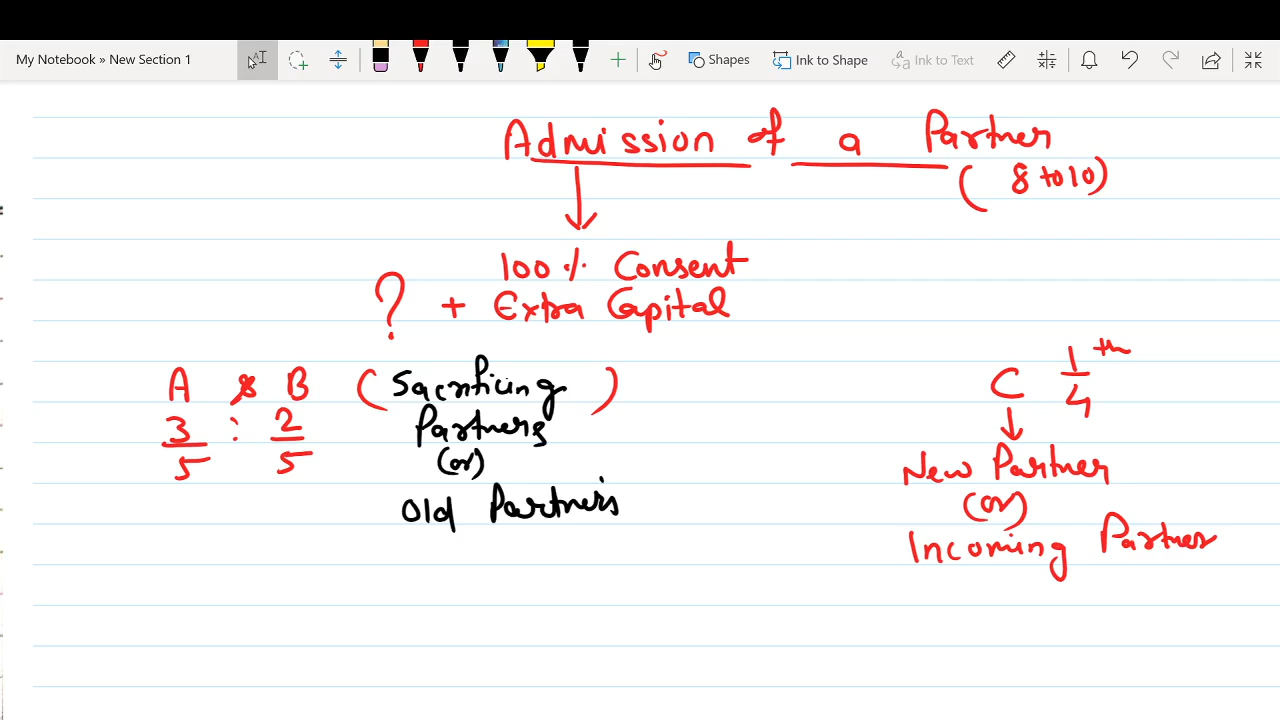 My Notebook » New Section 1
Shapes
Ink to Shape
Ink to Text
Admission of a Partner
(8 to 10)
100 % Consent
? + Extra Capital
A & B (Sacrificing Partners (or) Old Partners)
3/5 : 2/5
C 1/4 th
New Partner
(or)
Incoming Partner